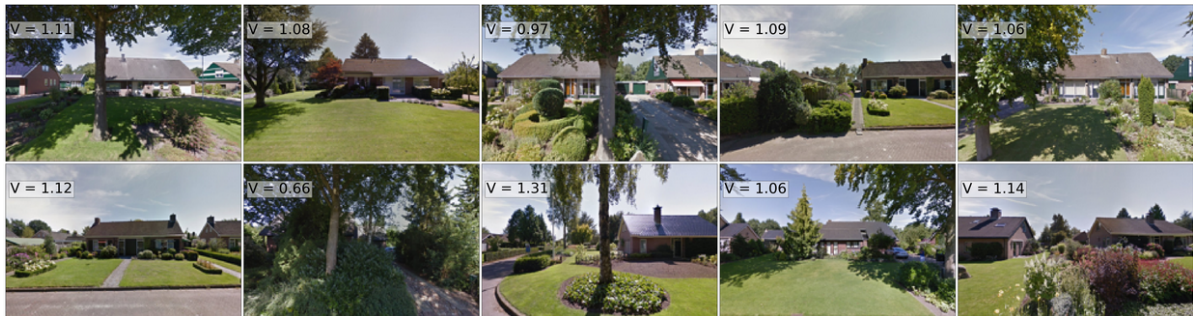 V = 1.11
V = 1.08
V = 0.97
V = 1.09
V = 1.06
V = 1.12
V = 0.66
V = 1.31
V = 1.06
V = 1.14